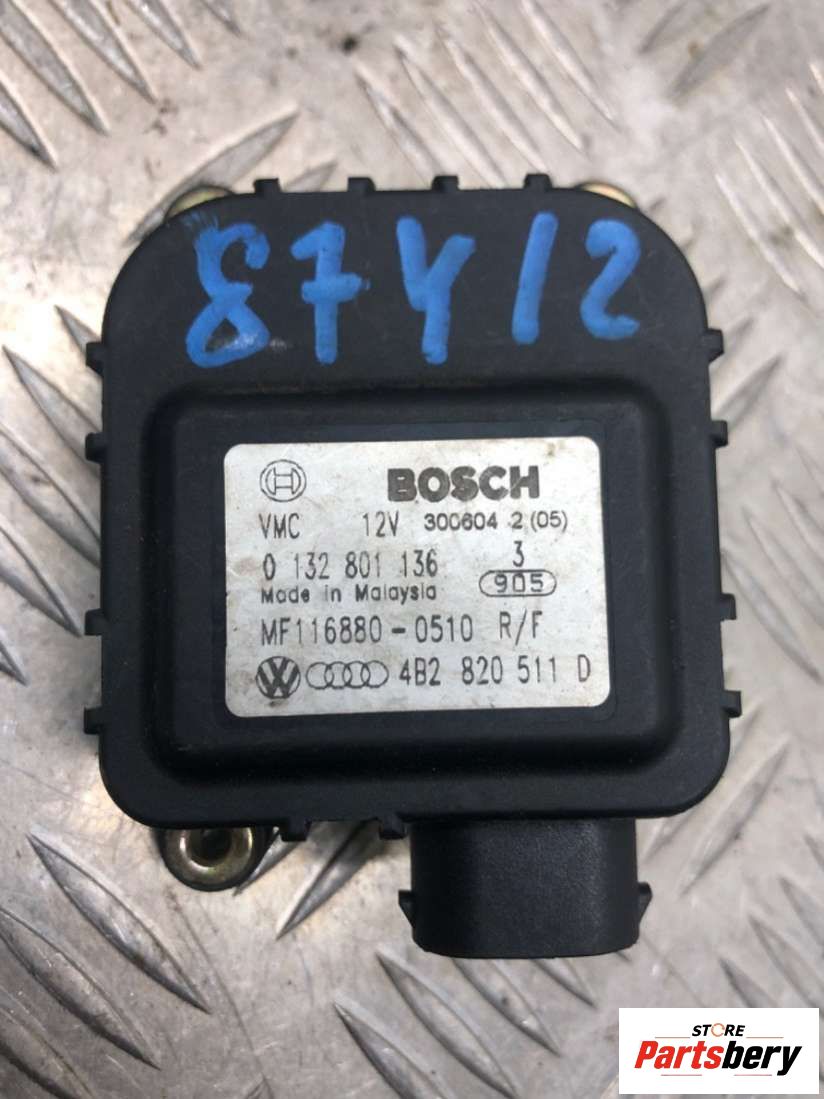 87412
BOSCH
VMC 12V 300604 2 (05)
0 132 801 136 3
Made in Malaysia 905
MF116880-0510 R/F
4B2 820 511 D
STORE
Partsbery